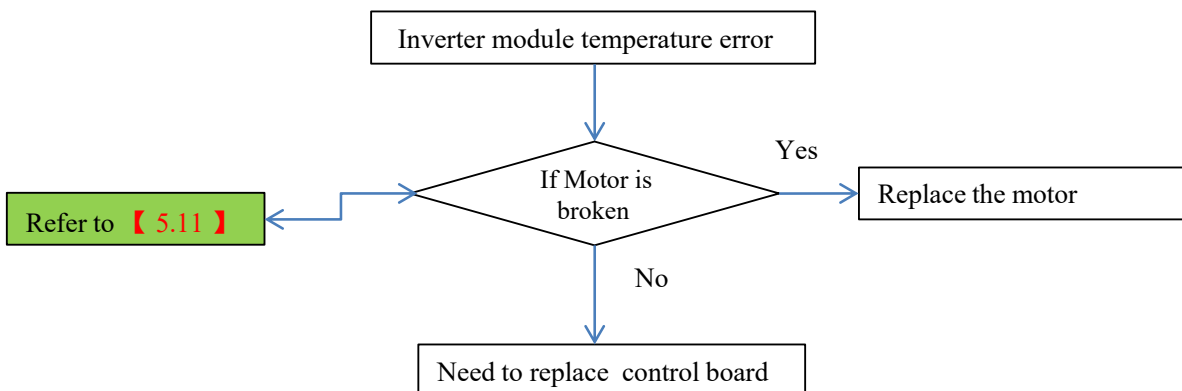 Inverter module temperature error
Yes
If Motor is
broken
Replace the motor
Refer to 【 5.11 】
No
Need to replace control board